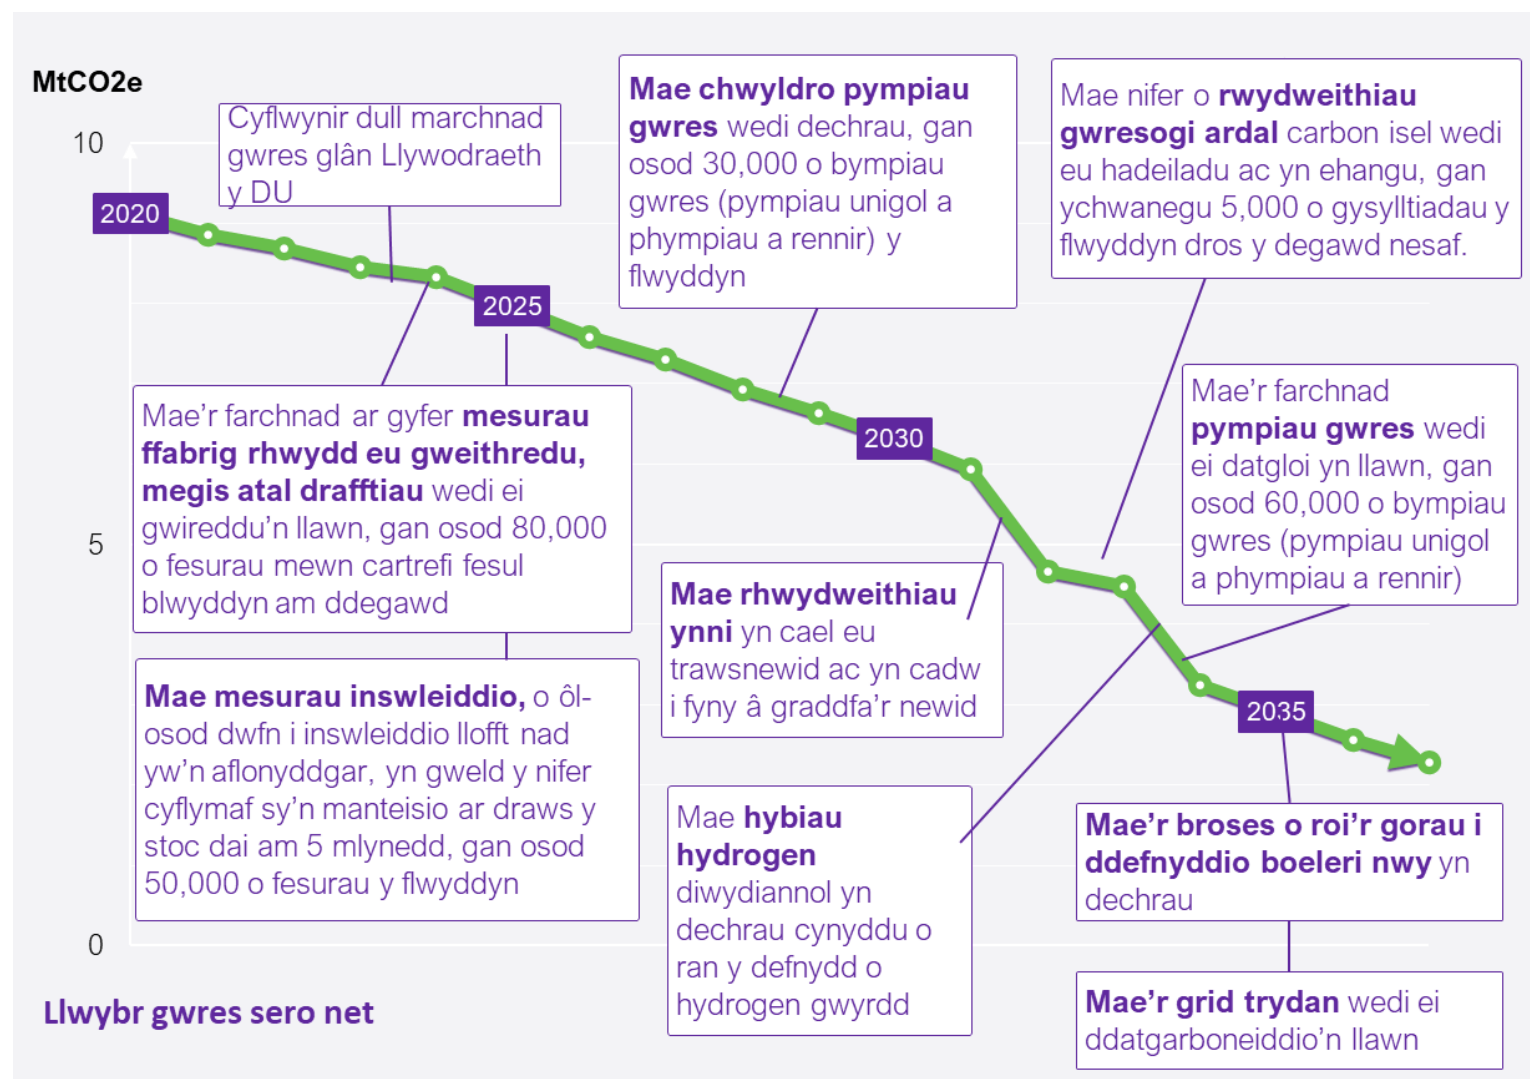 MtCO2e
10
5
0
2020
2025
2030
2035
Cyflwynir dull marchnad
gwres glân Llywodraeth
y DU
Mae chwyldro pympiau
gwres wedi dechrau, gan
osod 30,000 o bympiau
gwres (pympiau unigol a
phympiau a rennir) y
flwyddyn
Mae nifer o rwydweithiau
gwresogi ardal carbon isel wedi
eu hadeiladu ac yn ehangu, gan
ychwanegu 5,000 o gysylltiadau y
flwyddyn dros y degawd nesaf.
Mae’r farchnad ar gyfer mesurau
ffabrig rhwydd eu gweithredu,
megis atal drafftiau wedi ei
gwireddu’n llawn, gan osod 80,000
o fesurau mewn cartrefi fesul
blwyddyn am ddegawd
Mae’r farchnad
pympiau gwres wedi
ei datgloi yn llawn, gan
osod 60,000 o bympiau
gwres (pympiau unigol
a phympiau a rennir)
Mae rhwydweithiau
ynni yn cael eu
trawsnewid ac yn cadw
i fyny â graddfa’r newid
Mae mesurau inswleiddio, o ôl-
osod dwfn i inswleiddio llofft nad
yw’n aflonyddgar, yn gweld y nifer
cyflymaf sy’n manteisio ar draws y
stoc dai am 5 mlynedd, gan osod
50,000 o fesurau y flwyddyn
Mae hybiau
hydrogen
diwydiannol yn
dechrau cynyddu o
ran y defnydd o
hydrogen gwyrdd
Mae’r broses o roi’r gorau i
ddefnyddio boeleri nwy yn
dechrau
Mae’r grid trydan wedi ei
ddatgarboneiddio’n llawn
Llwybr gwres sero net